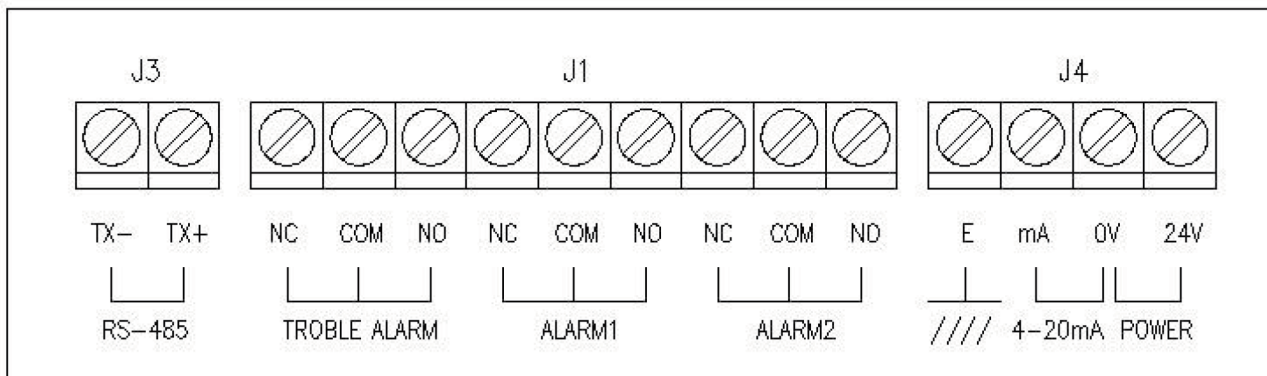 J3 J1 J4
TX- TX+ NC COM NO NC COM NO NC COM NO E mA 0V 24V
RS-485 TROBLE ALARM ALARM1 ALARM2 4-20mA POWER